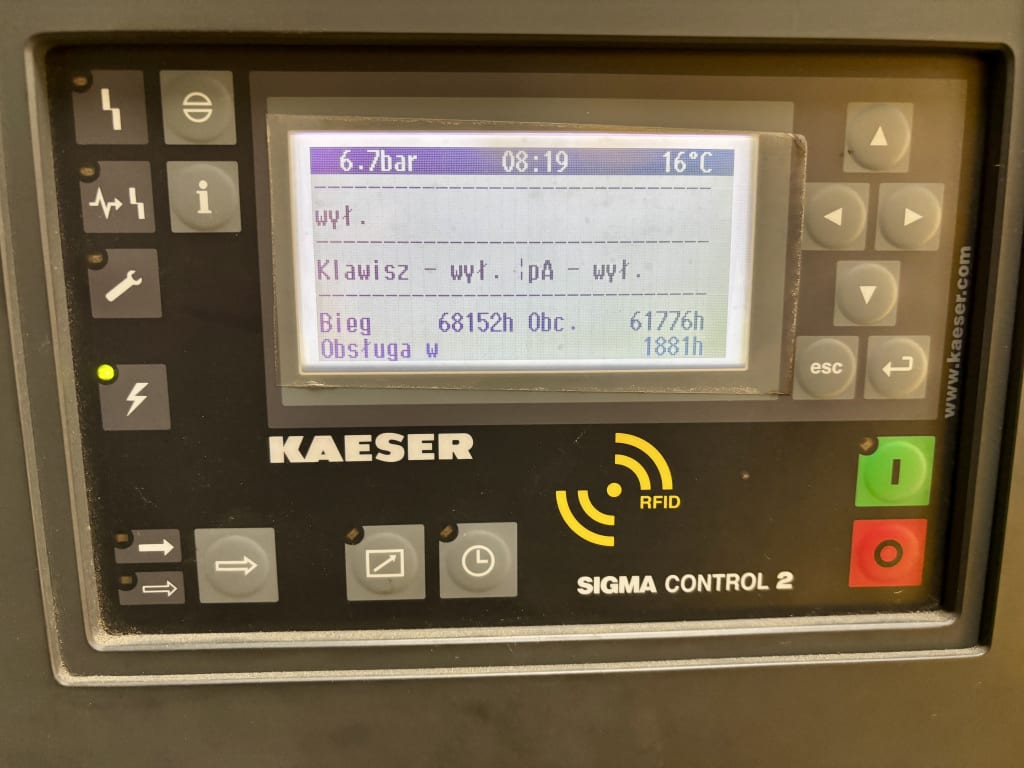 6.7bar 08:19 16°C
wył.
Klawisz - wył. ¦pA - wył.
Bieg 68152h Obc. 61776h
Obsługa w 1881h
i
esc
www.kaeser.com
KAESER
RFID
I
O
SIGMA CONTROL 2